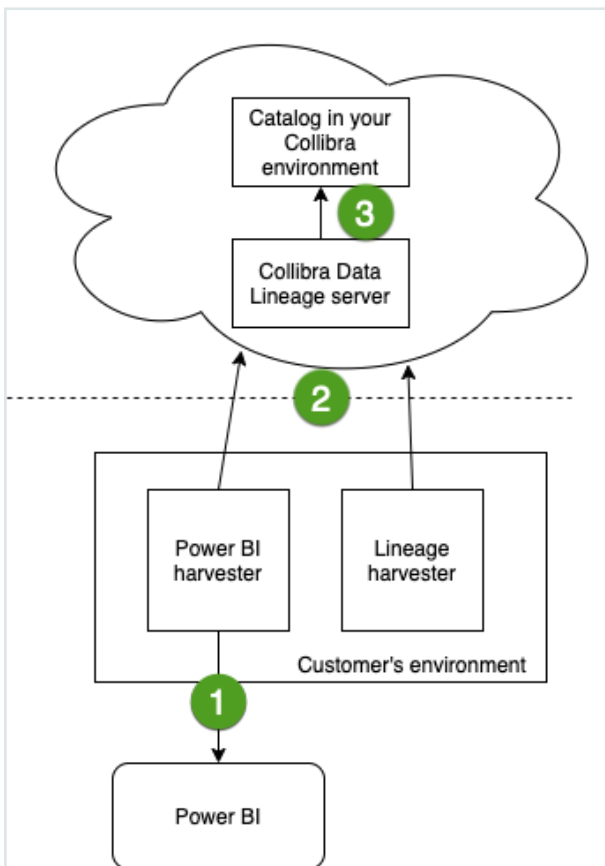 Catalog in your
Collibra
environment
3
Collibra Data
Lineage server
2
Power BI
harvester
Lineage
harvester
Customer's environment
1
Power BI